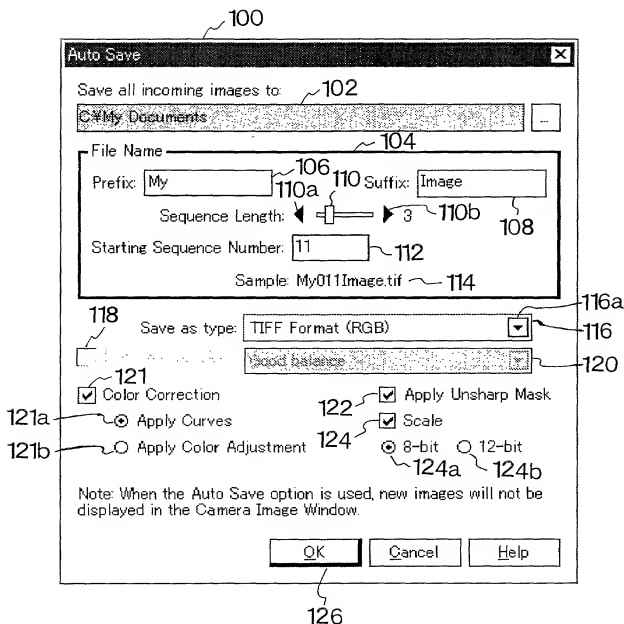 100
Auto Save
Save all incoming images to: 102
C¥My Documents ...
File Name 104
Prefix: My 106 Suffix: Image 108
Sequence Length: 110a 110 110b 3
Starting Sequence Number: 11 112
Sample: My011Image.tif 114
Save as type: TIFF Format (RGB) 116a 116
118 Good balance 120
121 Color Correction 122 Apply Unsharp Mask
121a Apply Curves 124 Scale
121b Apply Color Adjustment 8-bit 12-bit
124a 124b
Note: When the Auto Save option is used, new images will not be
displayed in the Camera Image Window.
OK Cancel Help
126